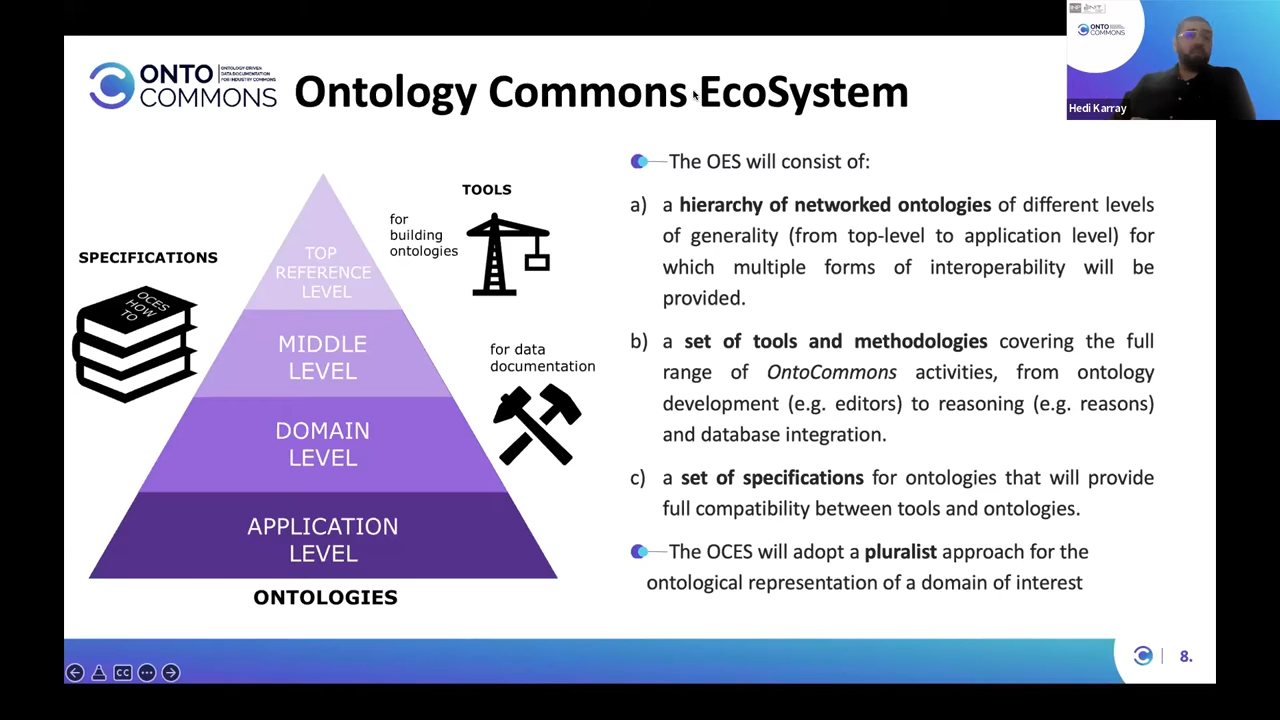 ONTO
COMMONS
ONTOLOGY-DRIVEN
DATA DOCUMENTATION
FOR INDUSTRY COMMONS
Ontology Commons EcoSystem
ONTO
COMMONS
Hedi Karray
SPECIFICATIONS
OCES
HOW
TO
TOP
REFERENCE
LEVEL
MIDDLE
LEVEL
DOMAIN
LEVEL
APPLICATION
LEVEL
ONTOLOGIES
TOOLS
for
building
ontologies
for data
documentation
The OES will consist of:
a) a hierarchy of networked ontologies of different levels
of generality (from top-level to application level) for
which multiple forms of interoperability will be
provided.
b) a set of tools and methodologies covering the full
range of OntoCommons activities, from ontology
development (e.g. editors) to reasoning (e.g. reasons)
and database integration.
c) a set of specifications for ontologies that will provide
full compatibility between tools and ontologies.
The OCES will adopt a pluralist approach for the
ontological representation of a domain of interest
CC
8.